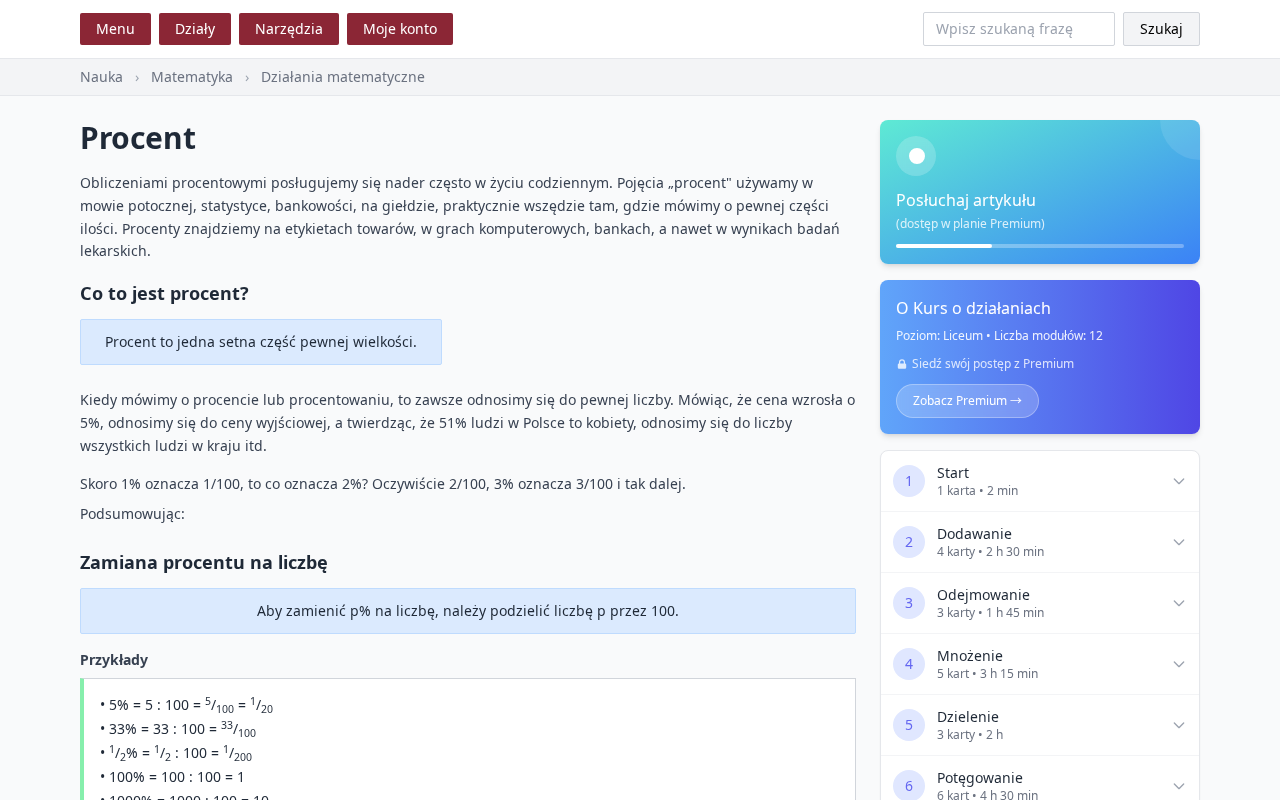 Menu Działy Narzędzia Moje konto Wpisz szukaną frazę Szukaj
Nauka › Matematyka › Działania matematyczne
Procent
Obliczeniami procentowymi posługujemy się nader często w życiu codziennym. Pojęcia „procent" używamy w
mowie potocznej, statystyce, bankowości, na giełdzie, praktycznie wszędzie tam, gdzie mówimy o pewnej części
ilości. Procenty znajdziemy na etykietach towarów, w grach komputerowych, bankach, a nawet w wynikach badań
lekarskich.
Co to jest procent?
Procent to jedna setna część pewnej wielkości.
Kiedy mówimy o procencie lub procentowaniu, to zawsze odnosimy się do pewnej liczby. Mówiąc, że cena wzrosła o
5%, odnosimy się do ceny wyjściowej, a twierdząc, że 51% ludzi w Polsce to kobiety, odnosimy się do liczby
wszystkich ludzi w kraju itd.
Skoro 1% oznacza 1/100, to co oznacza 2%? Oczywiście 2/100, 3% oznacza 3/100 i tak dalej.
Podsumowując:
Zamiana procentu na liczbę
Aby zamienić p% na liczbę, należy podzielić liczbę p przez 100.
Przykłady
• 5% = 5 : 100 = 5/100 = 1/20
• 33% = 33 : 100 = 33/100
• 1/2% = 1/2 : 100 = 1/200
• 100% = 100 : 100 = 1
• 1000% = 1000 : 100 = 10
Posłuchaj artykułu
(dostęp w planie Premium)
O Kurs o działaniach
Poziom: Liceum • Liczba modułów: 12
Siedź swój postęp z Premium
Zobacz Premium →
1 Start
1 karta • 2 min
2 Dodawanie
4 karty • 2 h 30 min
3 Odejmowanie
3 karty • 1 h 45 min
4 Mnożenie
5 kart • 3 h 15 min
5 Dzielenie
3 karty • 2 h
6 Potęgowanie
6 kart • 4 h 30 min